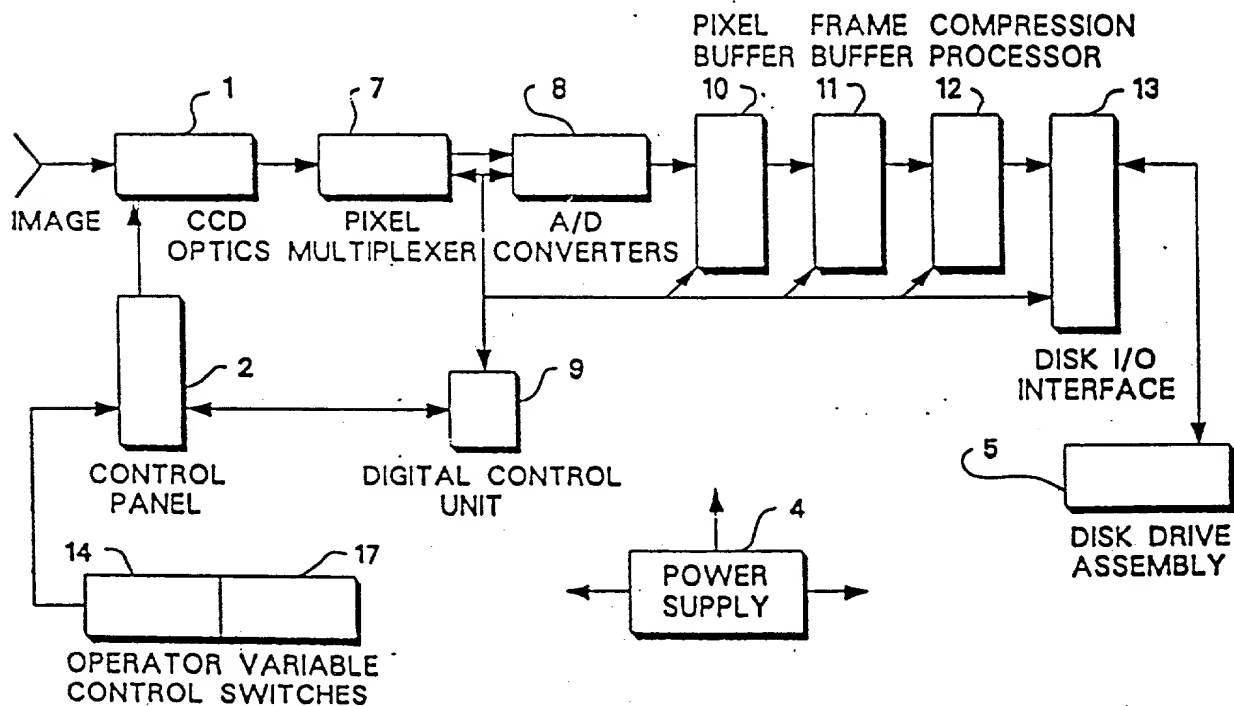 PIXEL FRAME COMPRESSION
BUFFER BUFFER PROCESSOR
1 7 8 10 11 12 13
IMAGE
CCD
OPTICS
PIXEL
MULTIPLEXER
A/D
CONVERTERS
2
9
DISK I/O
INTERFACE
CONTROL
PANEL
DIGITAL CONTROL
UNIT
5
4
DISK DRIVE
ASSEMBLY
14 17
POWER
SUPPLY
OPERATOR VARIABLE
CONTROL SWITCHES